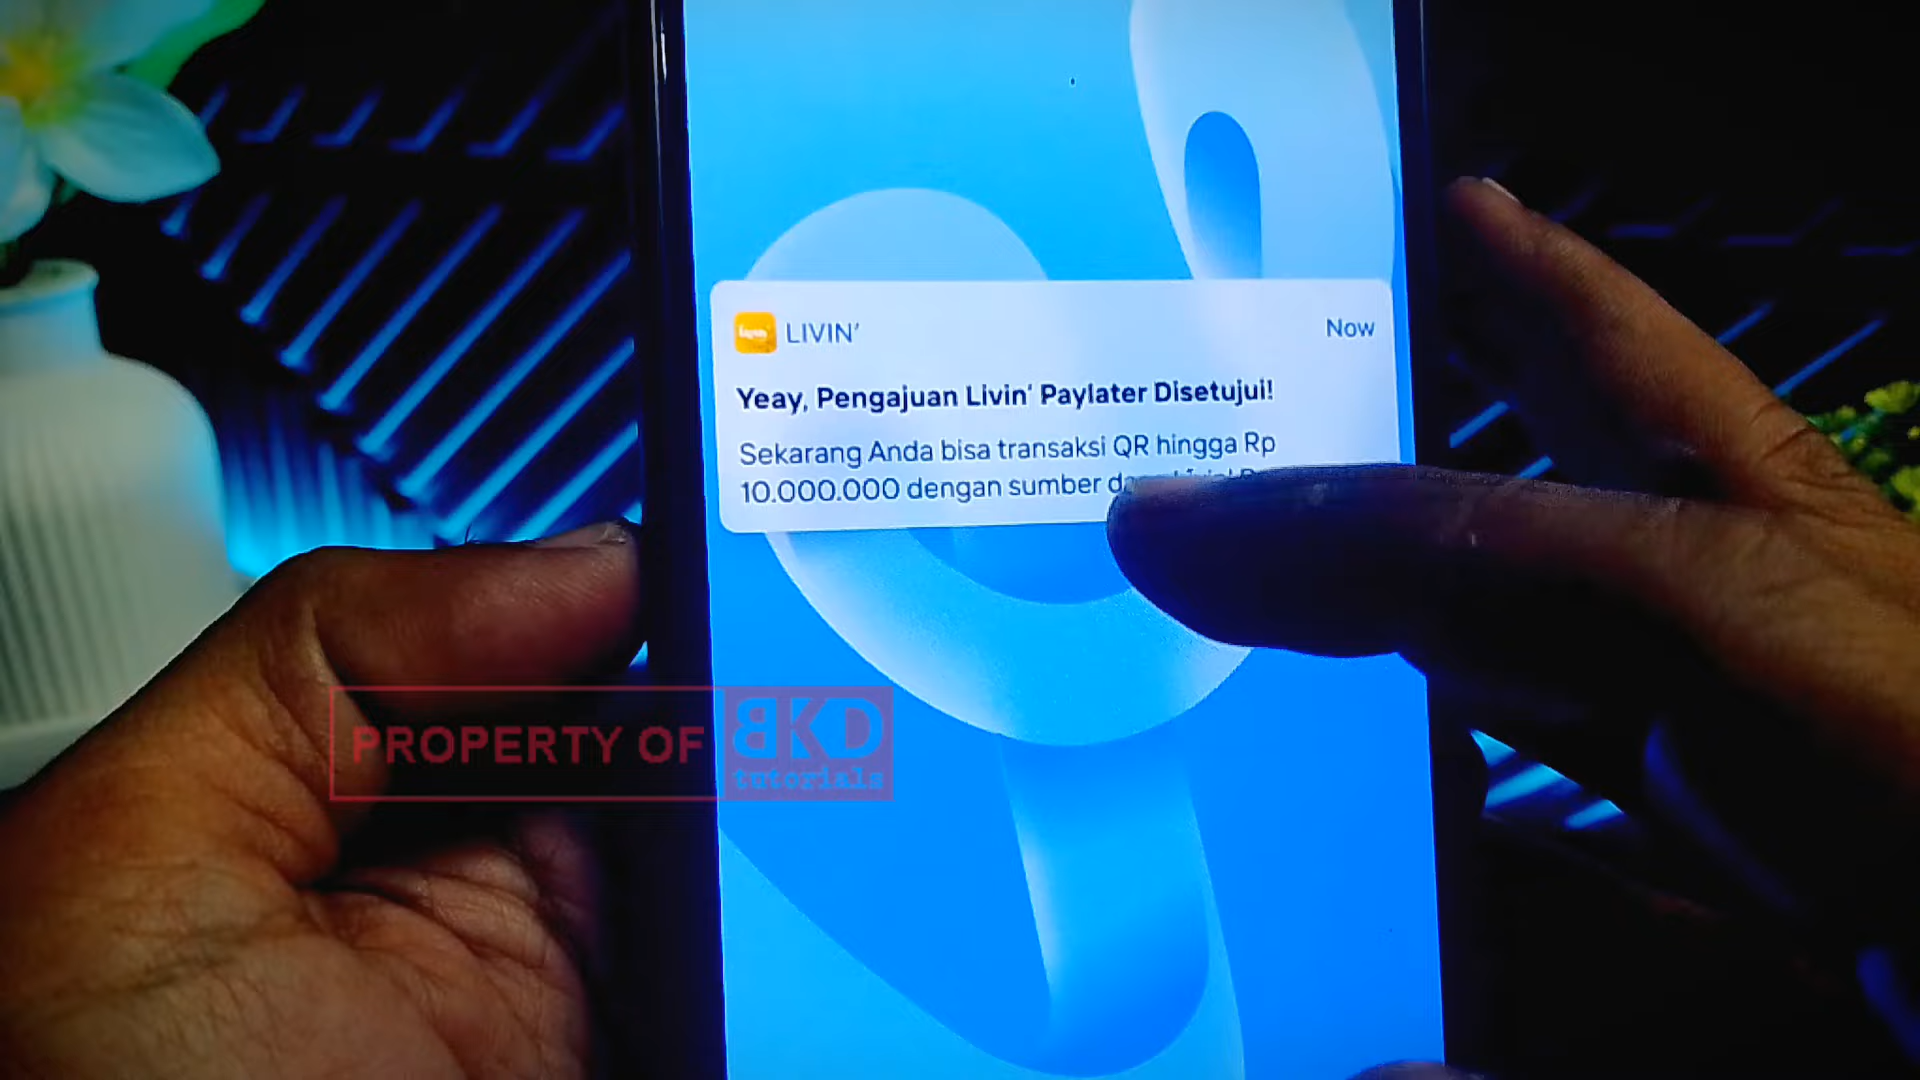 livin'
LIVIN’
Now
Yeay, Pengajuan Livin’ Paylater Disetujui!
Sekarang Anda bisa transaksi QR hingga Rp
10.000.000 dengan sumber
PROPERTY OF BKD
tutorials